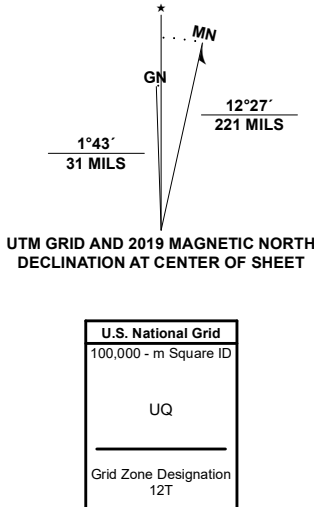 ★
MN
GN
12°27´
221 MILS
1°43´
31 MILS
UTM GRID AND 2019 MAGNETIC NORTH
DECLINATION AT CENTER OF SHEET
U.S. National Grid
100,000 - m Square ID
UQ
Grid Zone Designation
12T